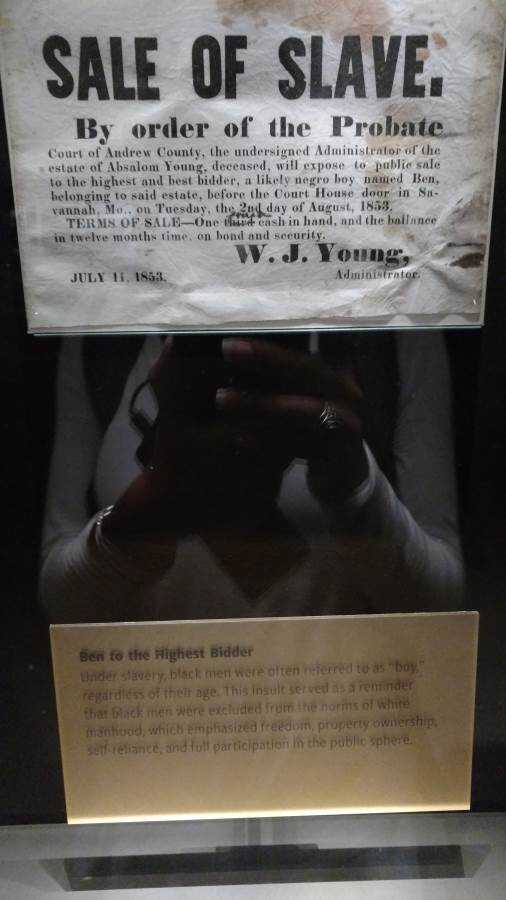 SALE OF SLAVE.
By order of the Probate
Court of Andrew County, the undersigned Administrator of the
estate of Absalom Young, deceased, will expose to public sale
to the highest and best bidder, a likely negro boy named Ben,
belonging to said estate, before the Court House door in Sa-
vannah, Mo., on Tuesday, the 2nd day of August, 1853.
fourth
TERMS OF SALE—One third cash in hand, and the ballance
in twelve months time, on bond and security.
W. J. Young,
JULY 11, 1853. Administrator.
Ben to the Highest Bidder
Under slavery, black men were often referred to as "boy,"
regardless of their age. This insult served as a reminder
that black men were excluded from the norms of white
manhood, which emphasized freedom, property ownership,
self-reliance, and full participation in the public sphere.